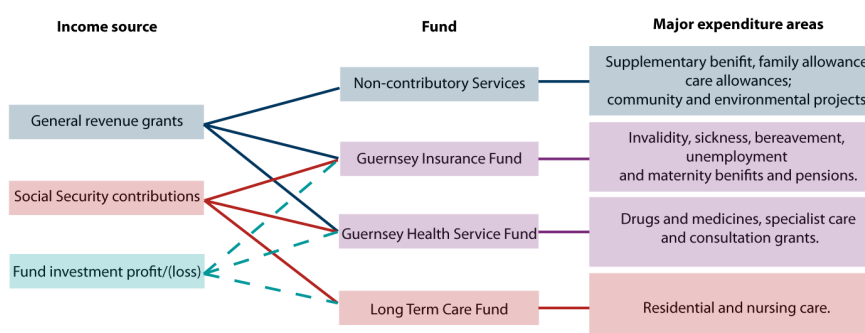 Income source
Fund
Major expenditure areas
General revenue grants
Social Security contributions
Fund investment profit/(loss)
Non-contributory Services
Guernsey Insurance Fund
Guernsey Health Service Fund
Long Term Care Fund
Supplementary benifit, family allowance
care allowances;
community and environmental projects
Invalidity, sickness, bereavement,
unemployment
and maternity benefits and pensions.
Drugs and medicines, specialist care
and consultation grants.
Residential and nursing care.